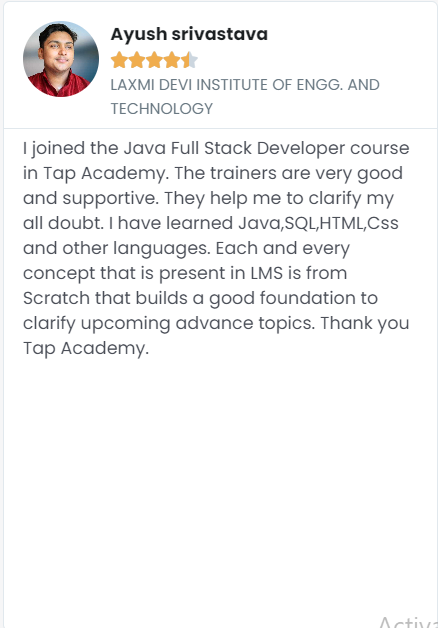 Ayush srivastava
LAXMI DEVI INSTITUTE OF ENGG. AND
TECHNOLOGY
I joined the Java Full Stack Developer course
in Tap Academy. The trainers are very good
and supportive. They help me to clarify my
all doubt. I have learned Java,SQL,HTML,Css
and other languages. Each and every
concept that is present in LMS is from
Scratch that builds a good foundation to
clarify upcoming advance topics. Thank you
Tap Academy.